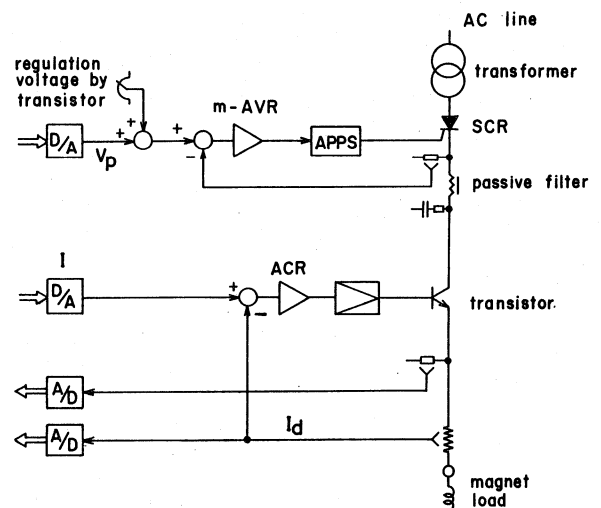 AC line
regulation
voltage by
transistor
transformer
m-AVR
SCR
+
+
+
-
D/A
Vp
APPS
passive filter
I
ACR
D/A
+
-
transistor.
A/D
A/D
Id
magnet
load